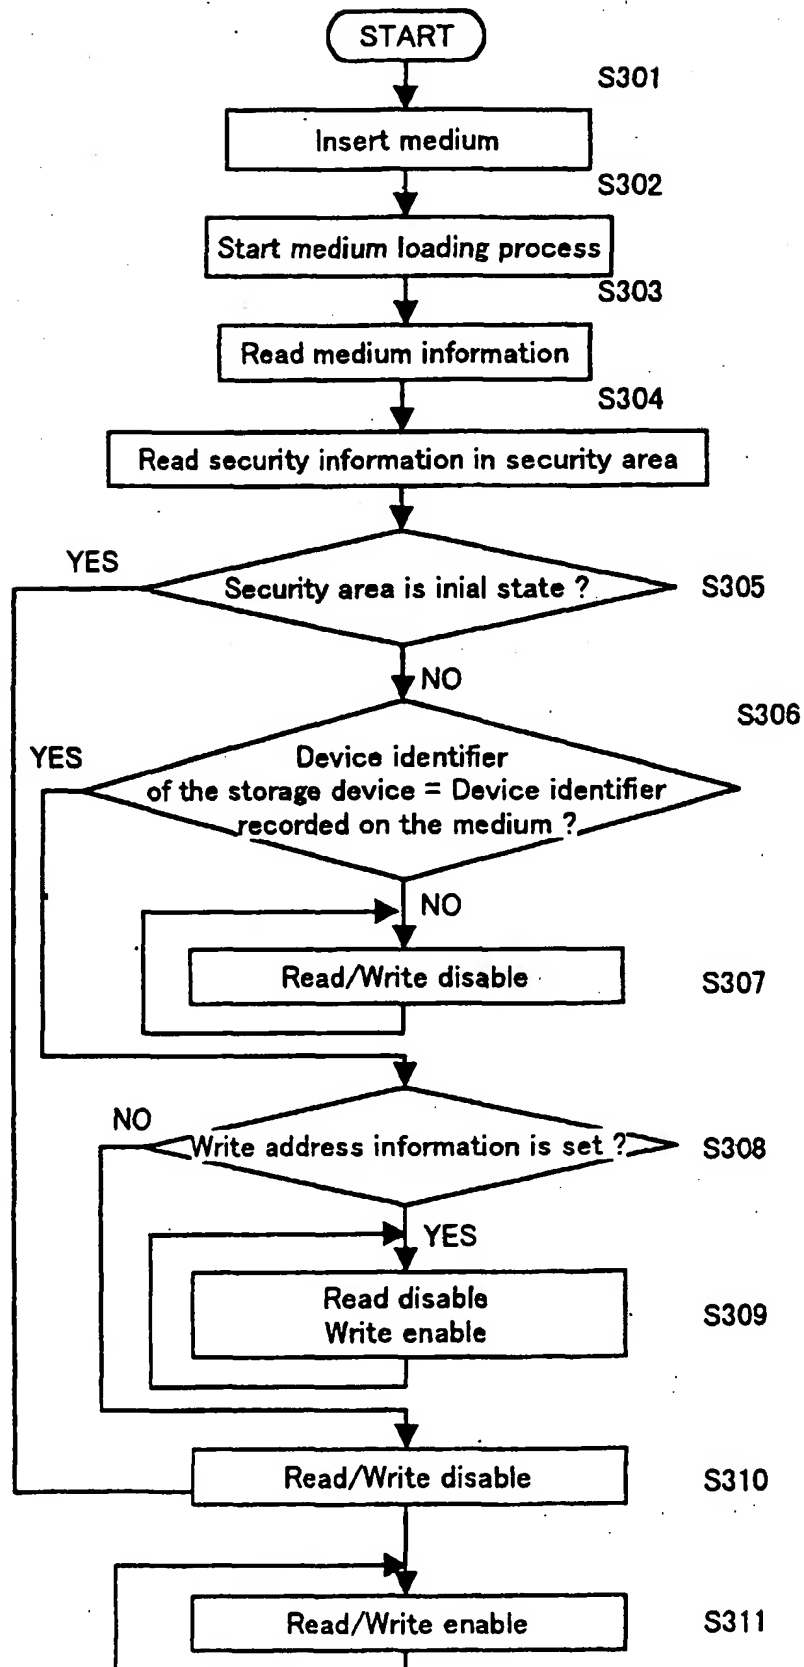 START
S301
Insert medium
S302
Start medium loading process
S303
Read medium information
S304
Read security information in security area
YES
Security area is inial state ?
S305
NO
S306
YES
Device identifier
of the storage device = Device identifier
recorded on the medium ?
NO
Read/Write disable
S307
NO
Write address information is set ?
S308
YES
Read disable
Write enable
S309
Read/Write disable
S310
Read/Write enable
S311